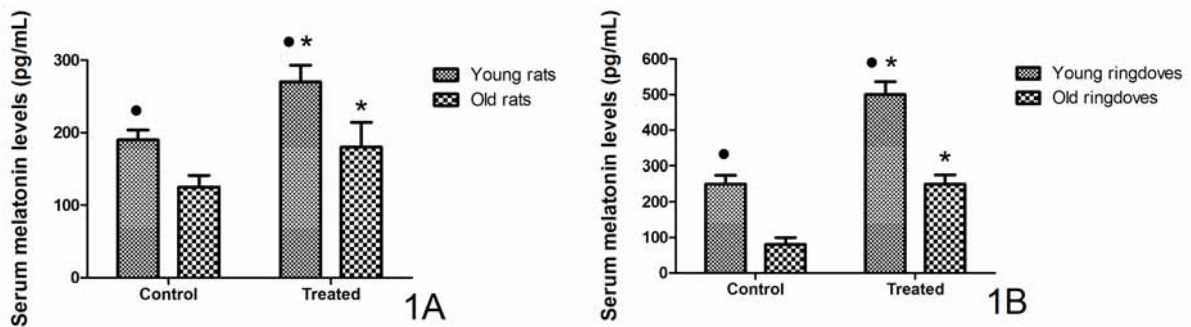 Serum melatonin levels (pg/mL)
300
200
100
0
● *
●
*
Young rats
Old rats
Control
Treated
1A
Serum melatonin levels (pg/mL)
600
500
400
300
200
100
0
● *
●
*
Young ringdoves
Old ringdoves
Control
Treated
1B